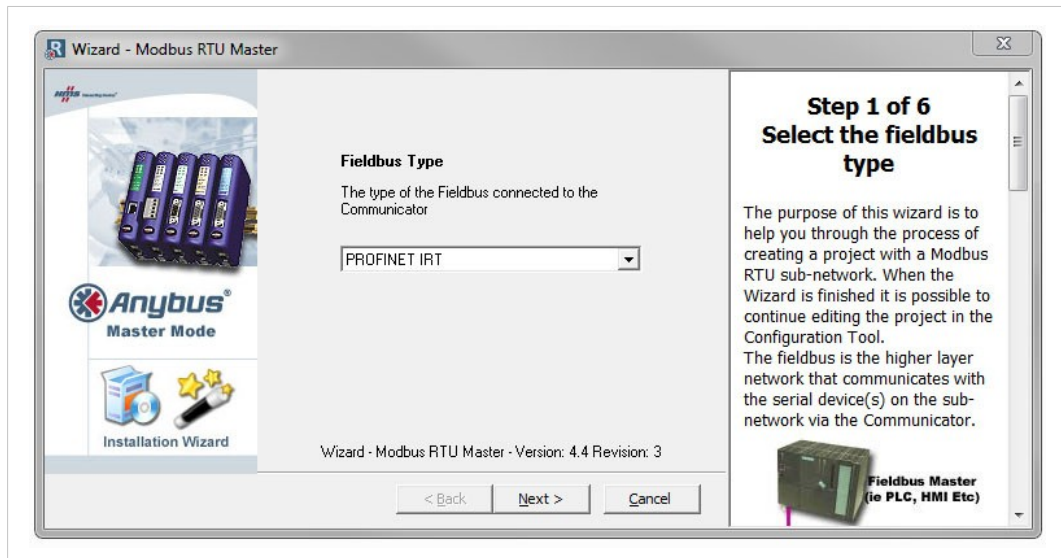 Wizard - Modbus RTU Master
HMS
Fieldbus Type
The type of the Fieldbus connected to the
Communicator
PROFINET IRT
Anybus®
Master Mode
Installation Wizard
Wizard - Modbus RTU Master - Version: 4.4 Revision: 3
< Back
Next >
Cancel
Step 1 of 6
Select the fieldbus
type
The purpose of this wizard is to
help you through the process of
creating a project with a Modbus
RTU sub-network. When the
Wizard is finished it is possible to
continue editing the project in the
Configuration Tool.
The fieldbus is the higher layer
network that communicates with
the serial device(s) on the sub-
network via the Communicator.
Fieldbus Master
(ie PLC, HMI Etc)